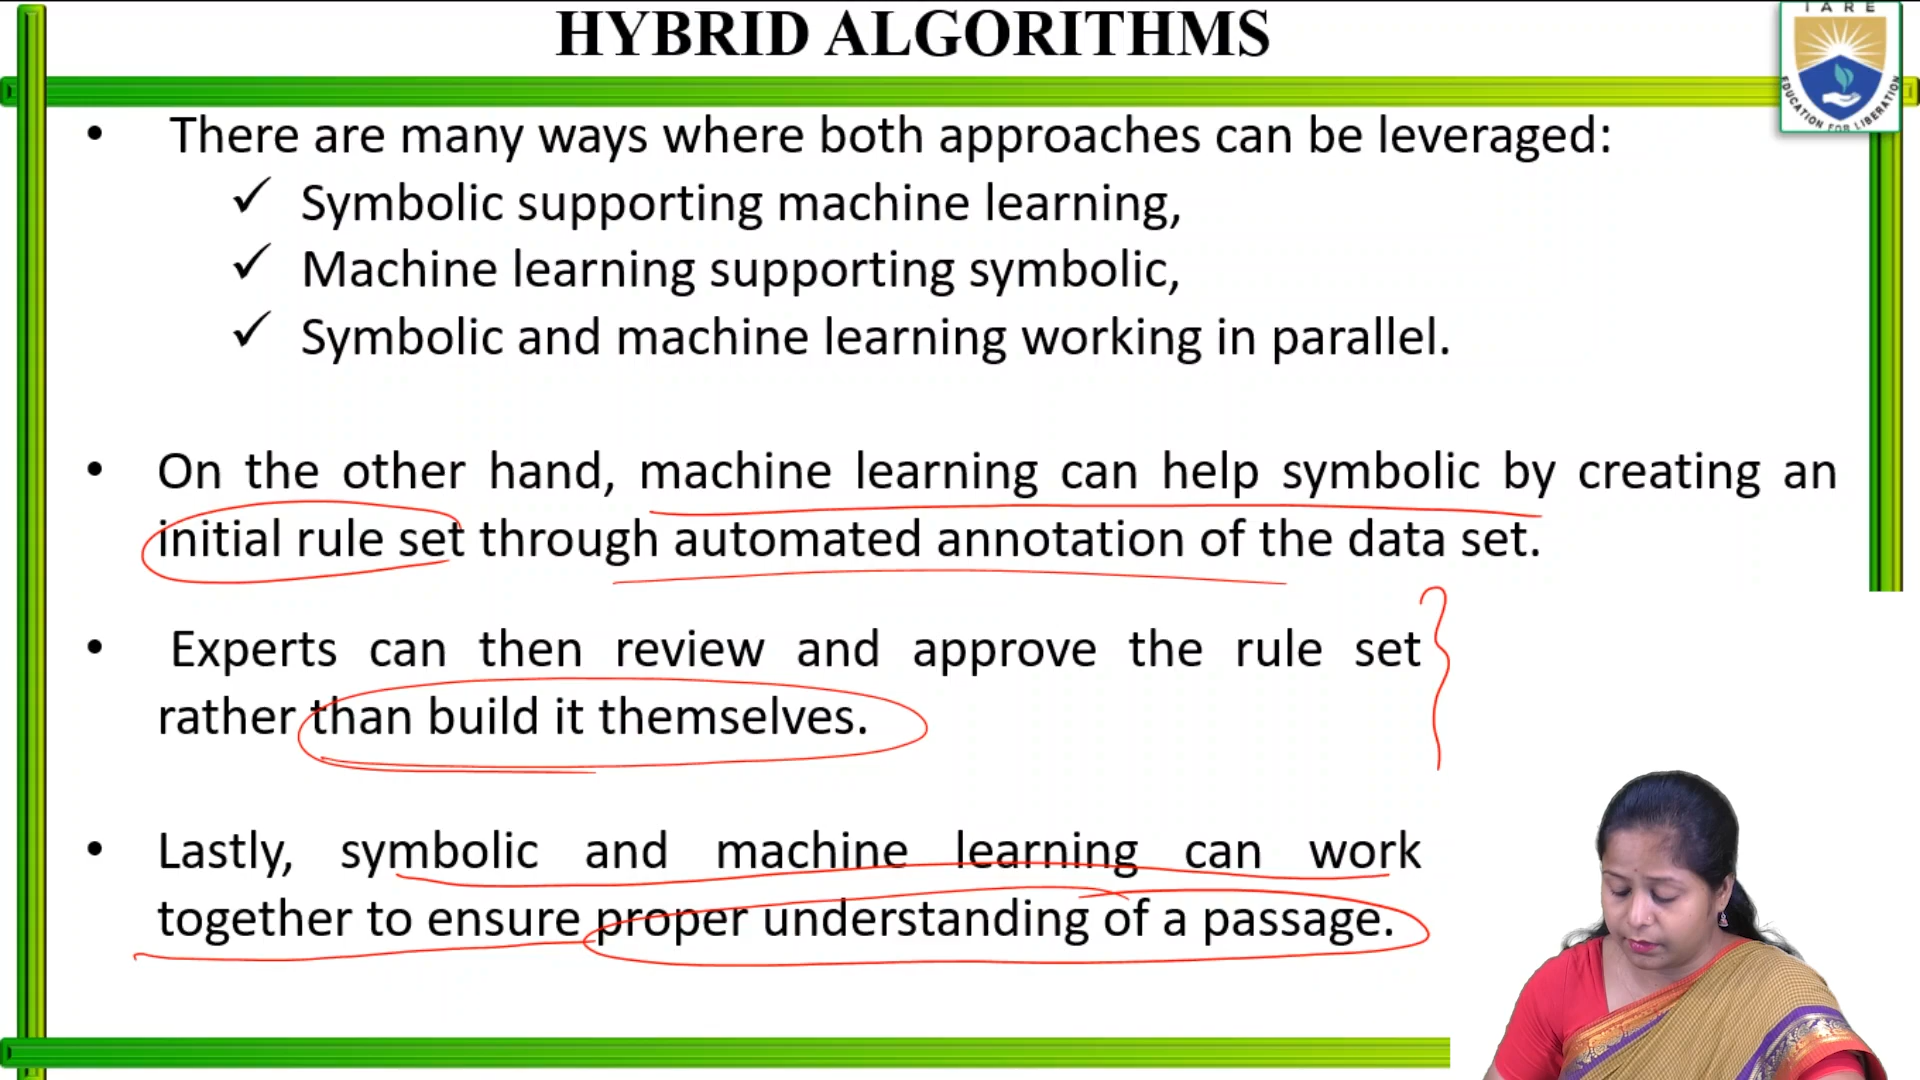 HYBRID ALGORITHMS
IARE
EDUCATION FOR LIBERATION
• There are many ways where both approaches can be leveraged:
✓ Symbolic supporting machine learning,
✓ Machine learning supporting symbolic,
✓ Symbolic and machine learning working in parallel.
• On the other hand, machine learning can help symbolic by creating an
initial rule set through automated annotation of the data set.
• Experts can then review and approve the rule set
rather than build it themselves.
• Lastly, symbolic and machine learning can work
together to ensure proper understanding of a passage.